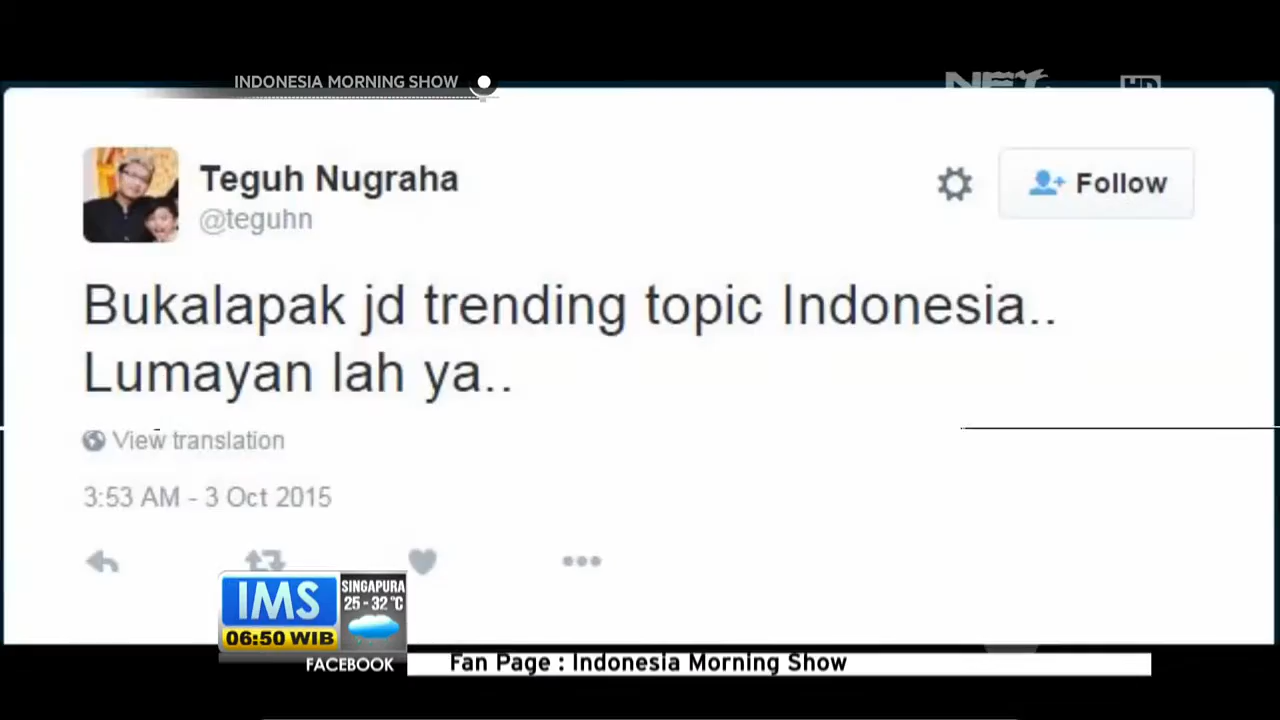 INDONESIA MORNING SHOW
NET.
HD
Teguh Nugraha
@teguhn
Follow
Bukalapak jd trending topic Indonesia..
Lumayan lah ya..
View translation
3:53 AM - 3 Oct 2015
IMS
SINGAPURA
25 - 32 °C
06:50 WIB
FACEBOOK
Fan Page : Indonesia Morning Show